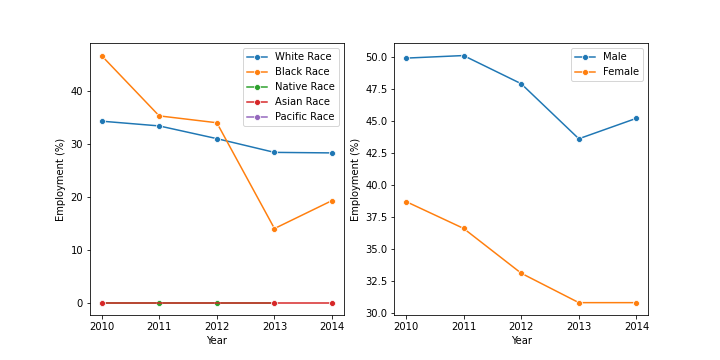 Employment (%)
40
30
20
10
0
2010 2011 2012 2013 2014
Year
White Race
Black Race
Native Race
Asian Race
Pacific Race
Employment (%)
50.0
47.5
45.0
42.5
40.0
37.5
35.0
32.5
30.0
2010 2011 2012 2013 2014
Year
Male
Female